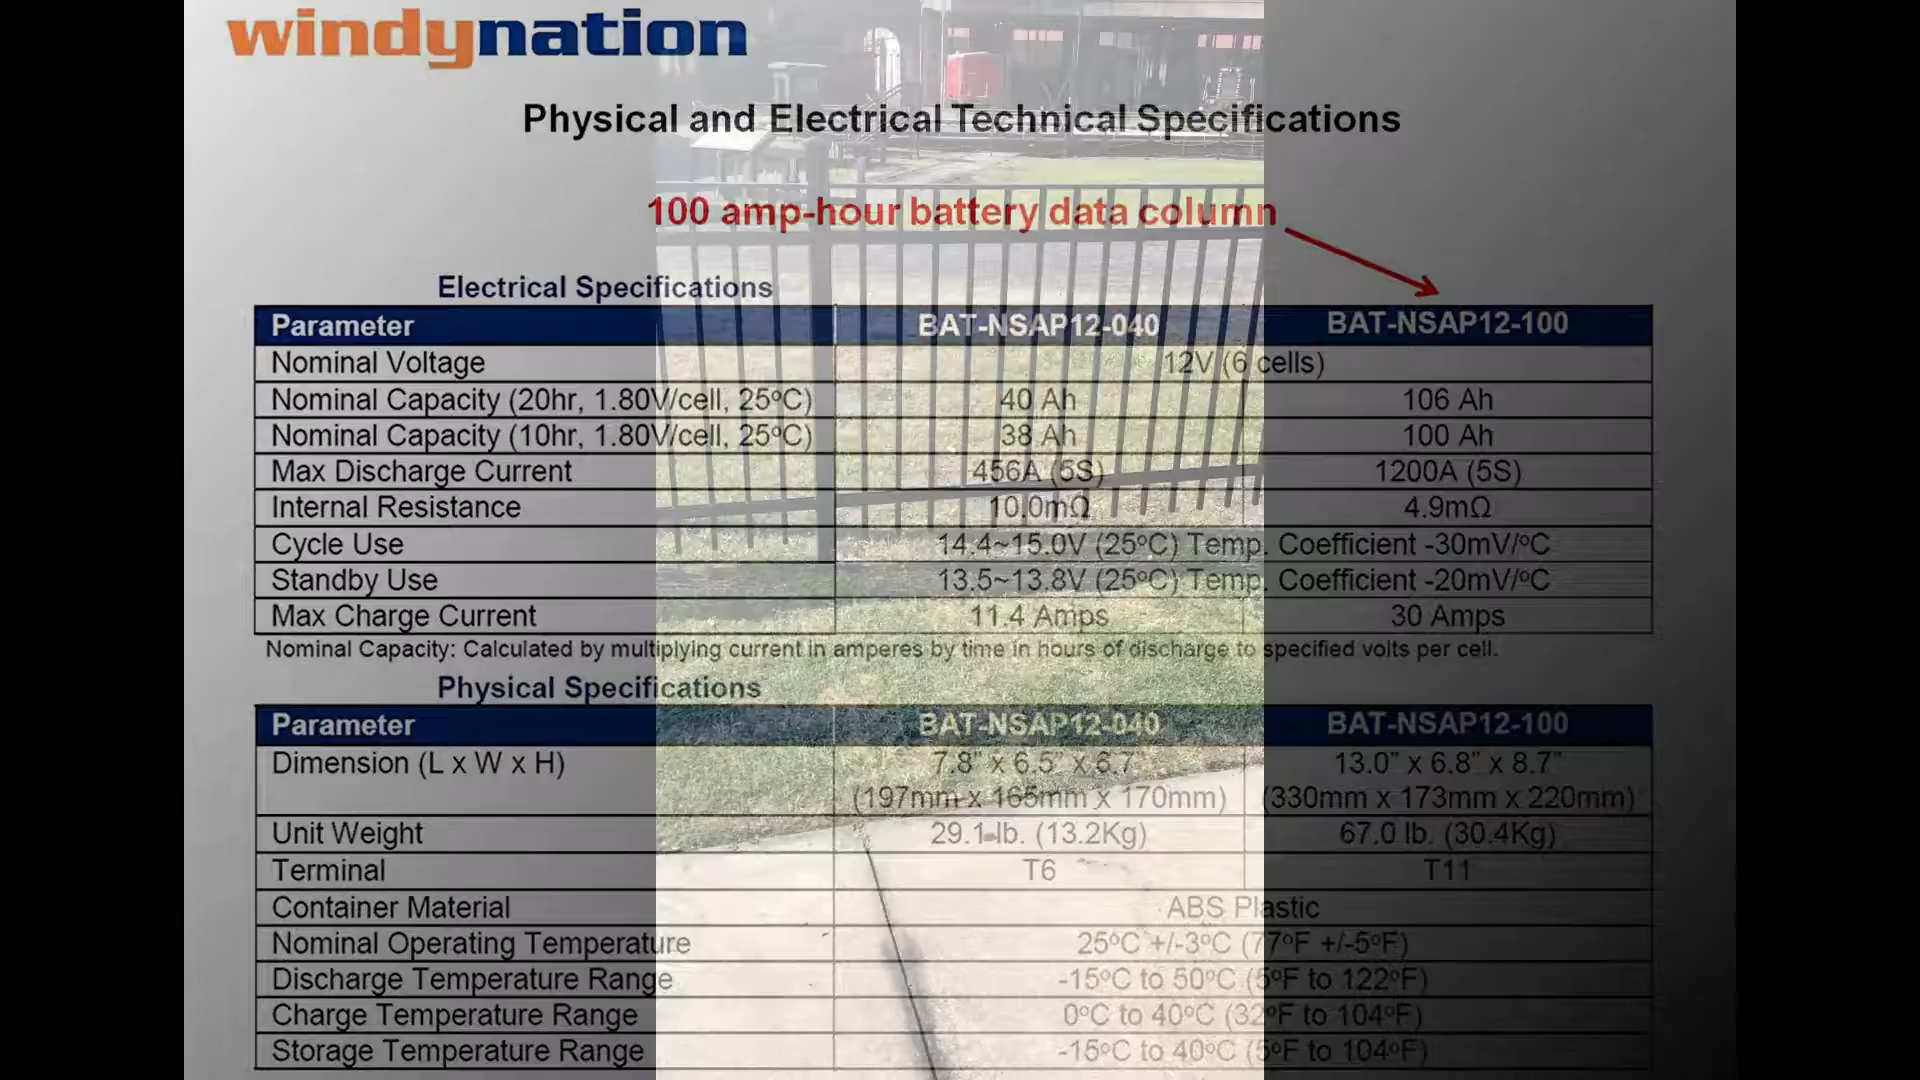 windynation
Physical and Electrical Technical Specifications
100 amp-hour battery data column
Electrical Specifications
Parameter BAT-NSAP12-040 BAT-NSAP12-100
Nominal Voltage 12V (6 cells)
Nominal Capacity (20hr, 1.80V/cell, 25ºC) 40 Ah 106 Ah
Nominal Capacity (10hr, 1.80V/cell, 25ºC) 38 Ah 100 Ah
Max Discharge Current 456A (5S) 1200A (5S)
Internal Resistance 10.0mΩ 4.9mΩ
Cycle Use 14.4~15.0V (25ºC) Temp. Coefficient -30mV/ºC
Standby Use 13.5~13.8V (25ºC) Temp. Coefficient -20mV/ºC
Max Charge Current 11.4 Amps 30 Amps
Nominal Capacity: Calculated by multiplying current in amperes by time in hours of discharge to specified volts per cell.
Physical Specifications
Parameter BAT-NSAP12-040 BAT-NSAP12-100
Dimension (L x W x H) 7.8" x 6.5" x 6.7" 13.0" x 6.8" x 8.7"
(197mm x 165mm x 170mm) (330mm x 173mm x 220mm)
Unit Weight 29.1 lb. (13.2Kg) 67.0 lb. (30.4Kg)
Terminal T6 T11
Container Material ABS Plastic
Nominal Operating Temperature 25ºC +/-3ºC (77ºF +/-5ºF)
Discharge Temperature Range -15ºC to 50ºC (5ºF to 122ºF)
Charge Temperature Range 0ºC to 40ºC (32ºF to 104ºF)
Storage Temperature Range -15ºC to 40ºC (5ºF to 104ºF)